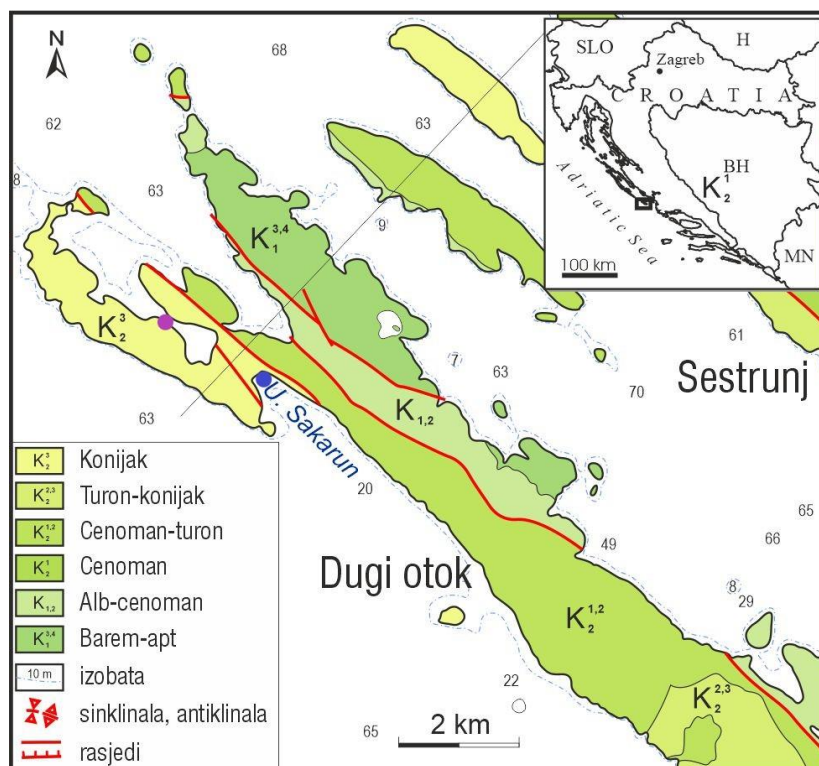 N
68
62
63
8
63
9
K₁³,⁴
K₂³
63
U. Sakarun
7
63
61
70
Sestrunj
K₁,₂
20
49
65
66
8
29
Dugi otok
K₂¹,²
K₂²,³
22
65
2 km
SLO
H
Zagreb
CROATIA
BH
K₂¹
Adriatic Sea
MN
100 km
K₂³ Konijak
K₂²,³ Turon-konijak
K₂¹,² Cenoman-turon
K₂¹ Cenoman
K₁,₂ Alb-cenoman
K₁³,⁴ Barem-apt
10 m izobata
sinklinala, antiklinala
rasjedi